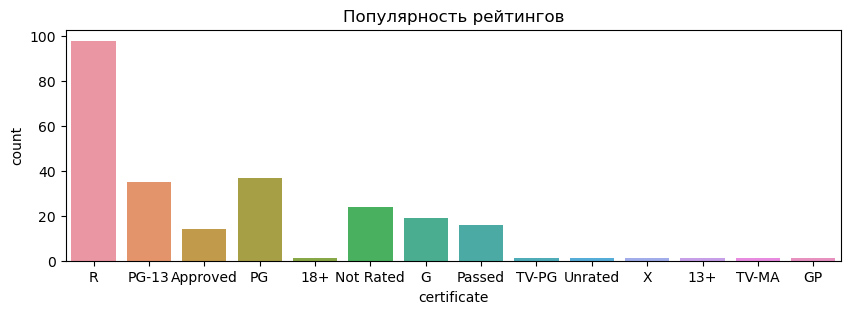 Популярность рейтингов
100
80
60
40
20
0
count
R PG-13 Approved PG 18+ Not Rated G Passed TV-PG Unrated X 13+ TV-MA GP
certificate